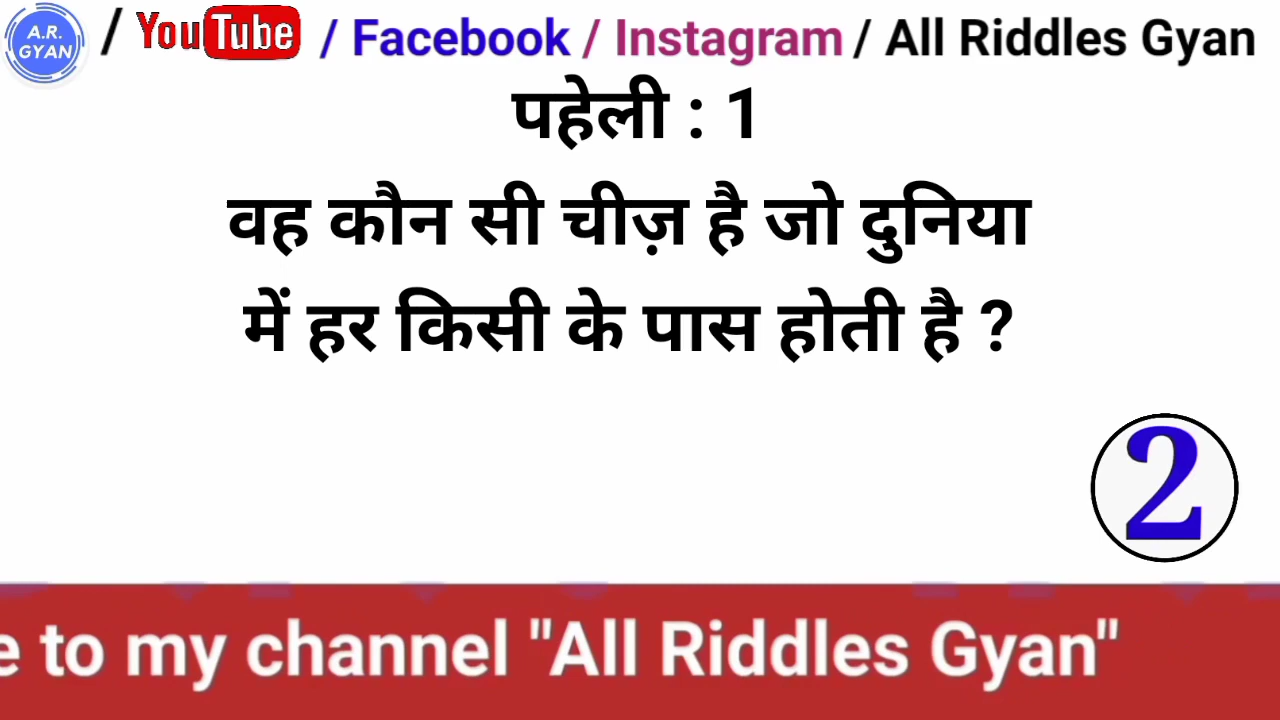 A.R. GYAN / YouTube / Facebook / Instagram / All Riddles Gyan
पहेली : 1
वह कौन सी चीज़ है जो दुनिया
में हर किसी के पास होती है ?
2
e to my channel "All Riddles Gyan"